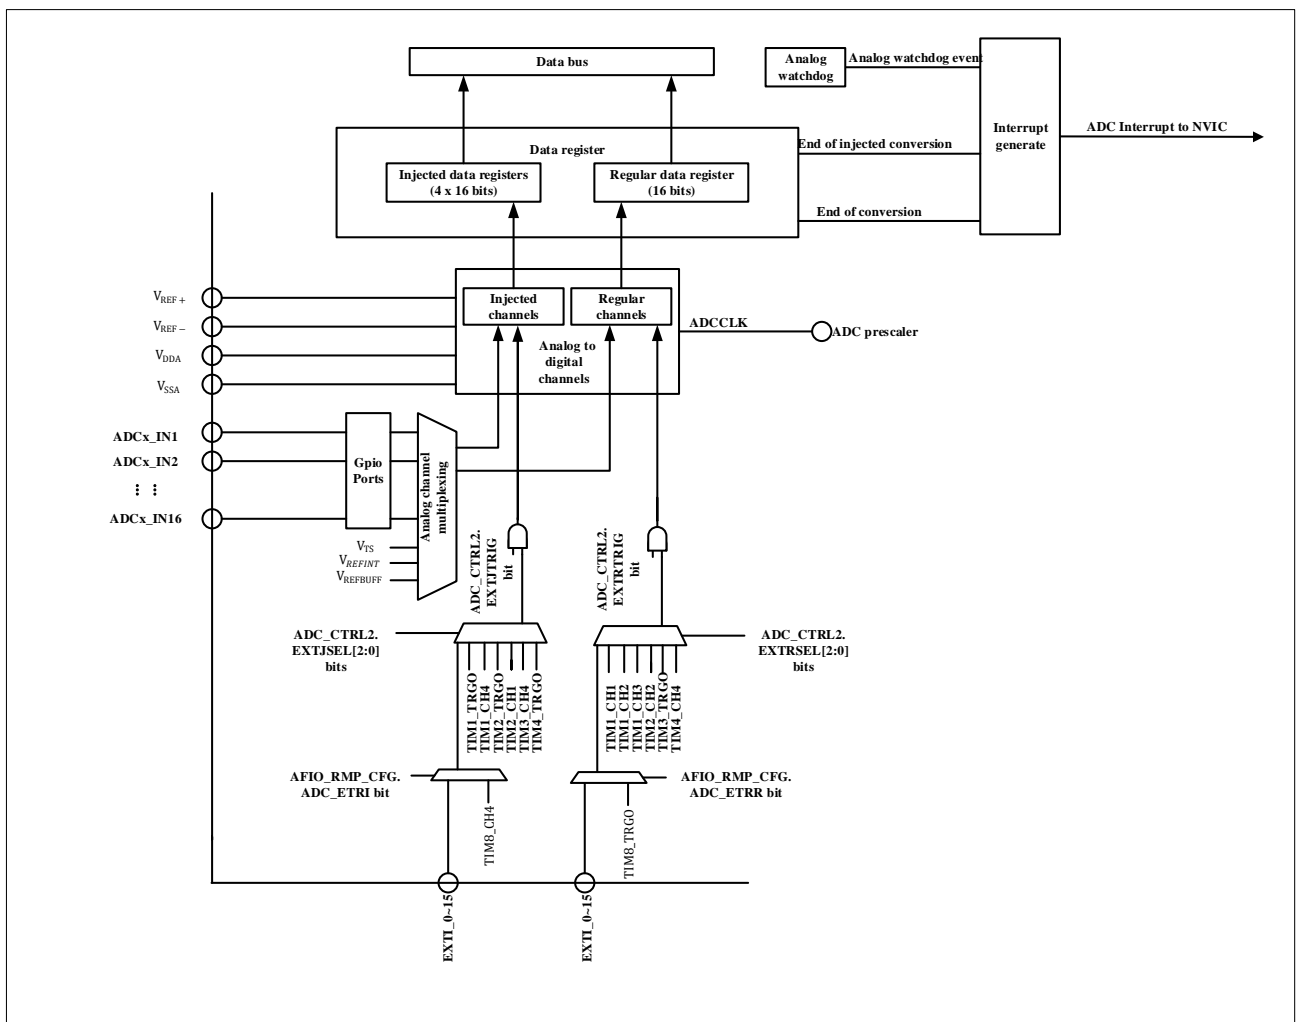 Data bus
Analog
watchdog
Analog watchdog event
Interrupt
generate
ADC Interrupt to NVIC
Data register
End of injected conversion
Injected data registers
(4 x 16 bits)
Regular data register
(16 bits)
End of conversion
VREF+
VREF−
VDDA
VSSA
Injected
channels
Regular
channels
Analog to
digital
channels
ADCCLK
ADC prescaler
ADCx_IN1
ADCx_IN2
ADCx_IN16
Gpio
Ports
Analog channel
multiplexing
VTS
VREFINT
VREFBUFF
ADC_CTRL2.
EXTJTRIG
bit
ADC_CTRL2.
EXTRTRIG
bit
ADC_CTRL2.
EXTJSEL[2:0]
bits
ADC_CTRL2.
EXTRSEL[2:0]
bits
TIM1_TRGO
TIM1_CH4
TIM2_TRGO
TIM2_CH1
TIM3_CH4
TIM4_TRGO
TIM1_CH1
TIM1_CH2
TIM1_CH3
TIM2_CH2
TIM3_TRGO
TIM4_CH4
AFIO_RMP_CFG.
ADC_ETRI bit
AFIO_RMP_CFG.
ADC_ETRR bit
TIM8_CH4
TIM8_TRGO
EXTI_0~15
EXTI_0~15